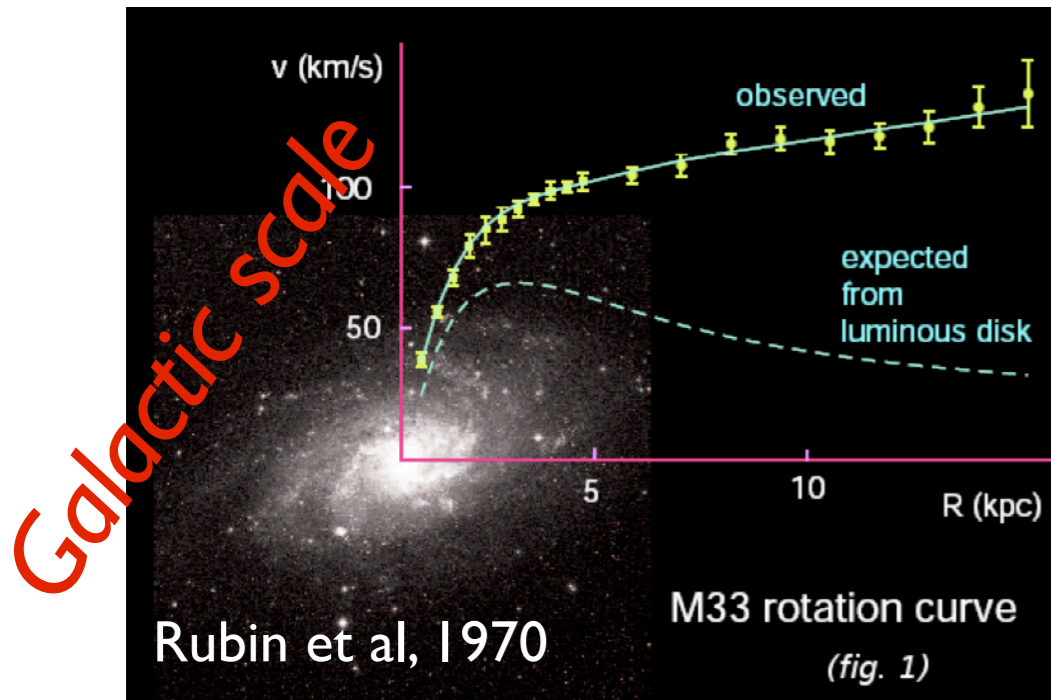 Galactic scale
v (km/s)
observed
100
expected
from
luminous disk
50
5
10
R (kpc)
M33 rotation curve
Rubin et al, 1970
(fig. 1)